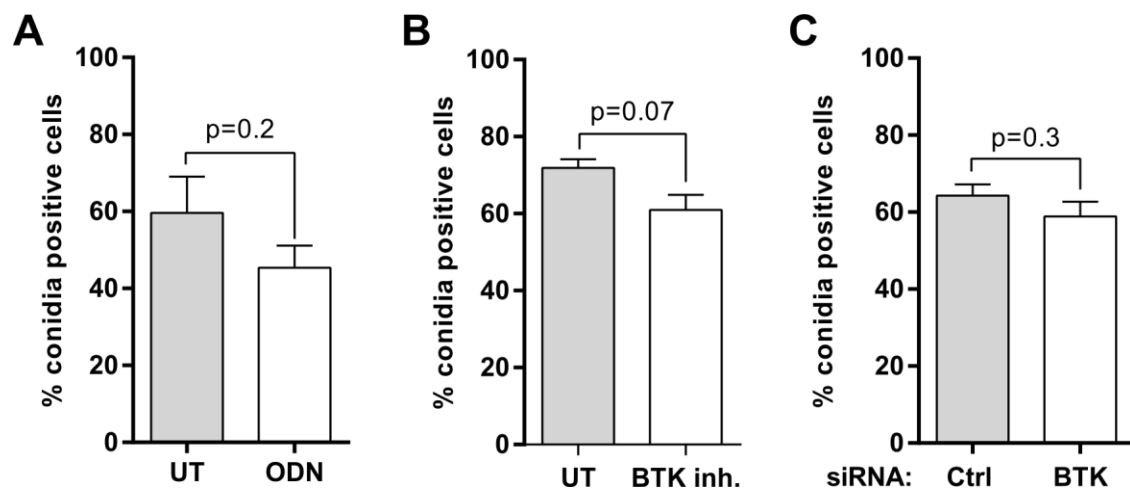 A
% conidia positive cells
100
80
60
40
20
0
p=0.2
UT
ODN
B
% conidia positive cells
100
80
60
40
20
0
p=0.07
UT
BTK inh.
C
% conidia positive cells
100
80
60
40
20
0
p=0.3
siRNA: Ctrl BTK